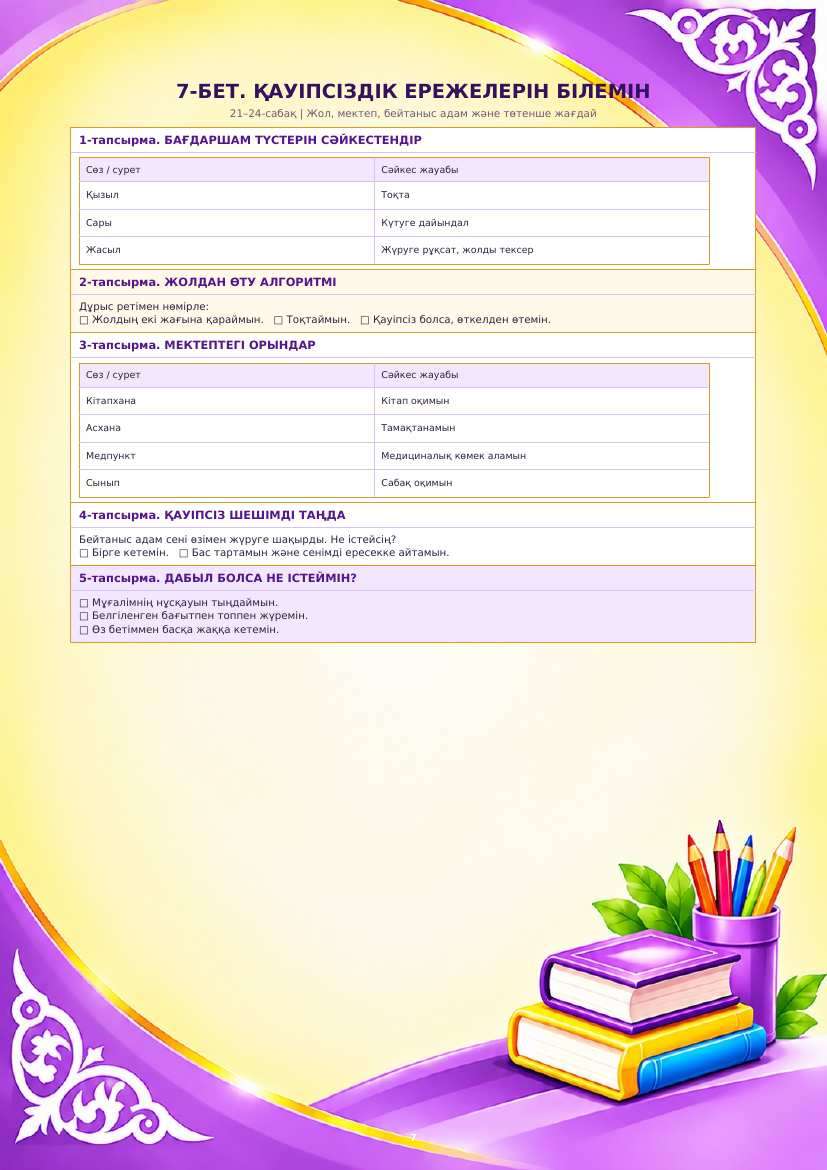 7-БЕТ. ҚАУІПСІЗДІК ЕРЕЖЕЛЕРІН БІЛЕМІН
21–24-сабақ | Жол, мектеп, бейтаныс адам және төтенше жағдай
1-тапсырма. БАҒДАРШАМ ТҮСТЕРІН СӘЙКЕСТЕНДІР
Сөз / сурет Сәйкес жауабы
Қызыл Тоқта
Сары Күтуге дайындал
Жасыл Жүруге рұқсат, жолды тексер
2-тапсырма. ЖОЛДАН ӨТУ АЛГОРИТМІ
Дұрыс ретімен нөмірле:
□ Жолдың екі жағына қараймын. □ Тоқтаймын. □ Қауіпсіз болса, өткелден өтемін.
3-тапсырма. МЕКТЕПТЕГІ ОРЫНДАР
Сөз / сурет Сәйкес жауабы
Кітапхана Кітап оқимын
Асхана Тамақтанамын
Медпункт Медициналық көмек аламын
Сынып Сабақ оқимын
4-тапсырма. ҚАУІПСІЗ ШЕШІМДІ ТАҢДА
Бейтаныс адам сені өзімен жүруге шақырды. Не істейсің?
□ Бірге кетемін. □ Бас тартамын және сенімді ересекке айтамын.
5-тапсырма. ДАБЫЛ БОЛСА НЕ ІСТЕЙМІН?
□ Мұғалімнің нұсқауын тыңдаймын.
□ Белгіленген бағытпен топпен жүремін.
□ Өз бетіммен басқа жаққа кетемін.
7